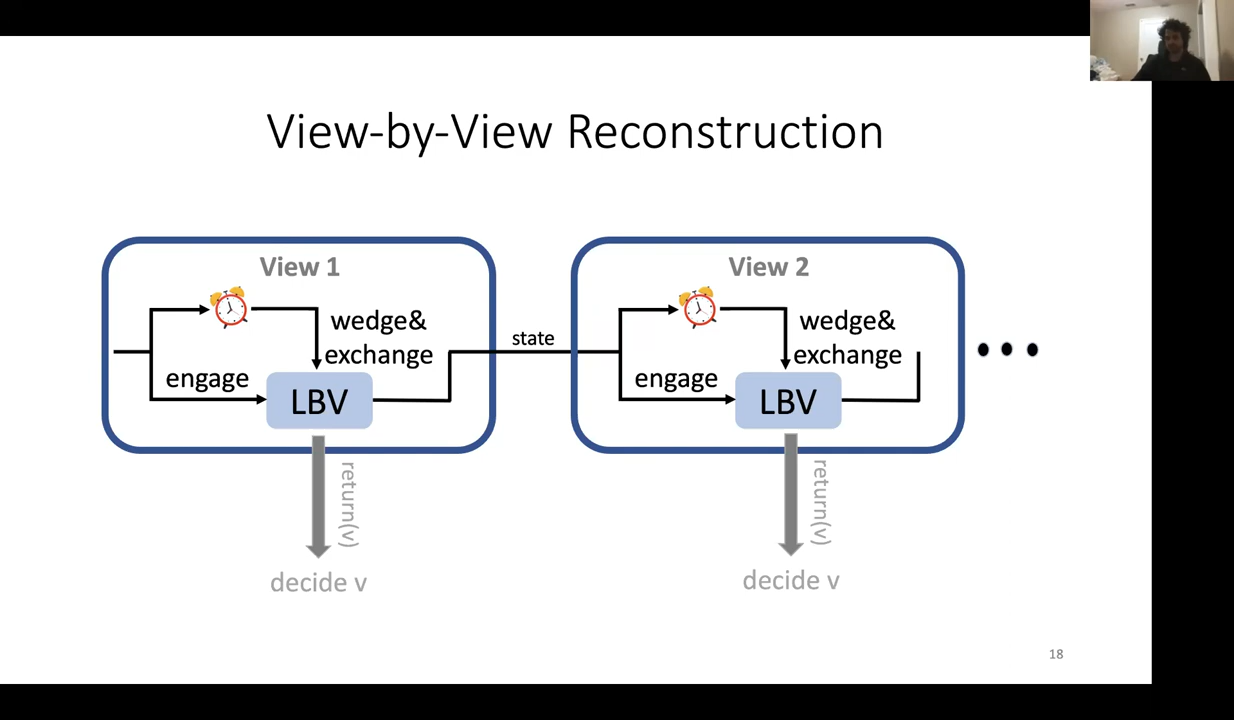 View-by-View Reconstruction
View 1
wedge&
exchange
engage
LBV
return(v)
decide v
state
View 2
wedge&
exchange
engage
LBV
return(v)
decide v
18